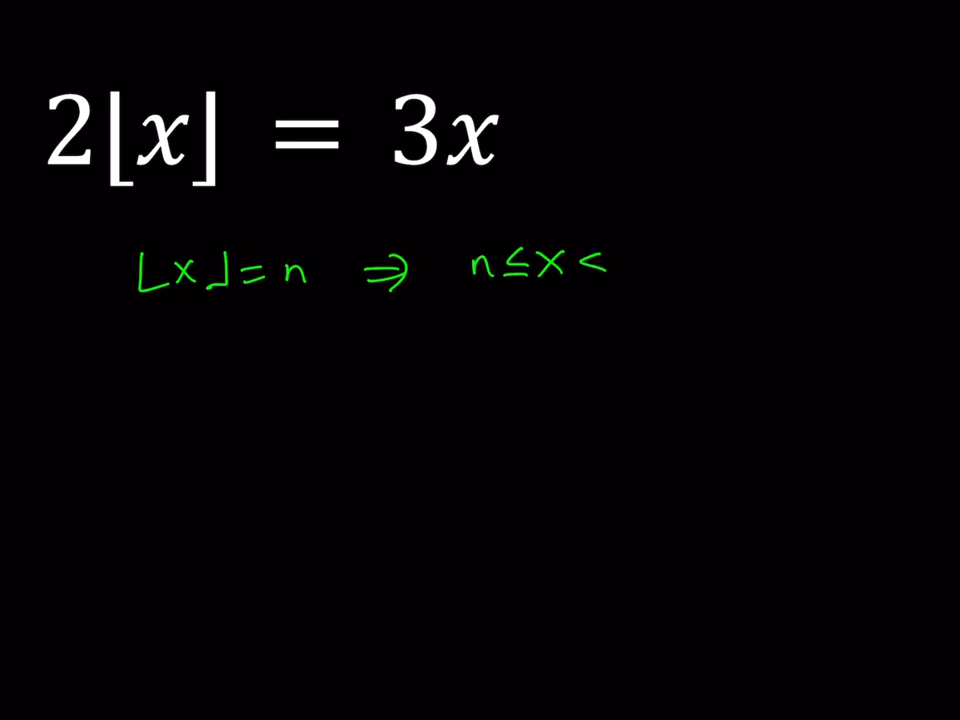 2⌊x⌋ = 3x
⌊x⌋ = n ⇒ n ≤ x <